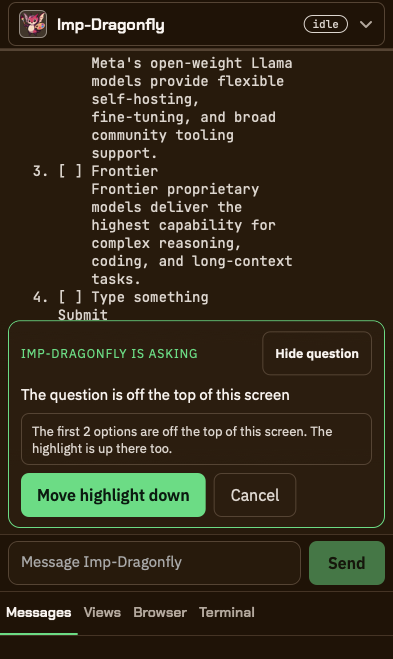 Imp-Dragonfly
idle
Meta's open-weight Llama
models provide flexible
self-hosting,
fine-tuning, and broad
community tooling
support.
3. [ ] Frontier
Frontier proprietary
models deliver the
highest capability for
complex reasoning,
coding, and long-context
tasks.
4. [ ] Type something
Submit
IMP-DRAGONFLY IS ASKING
Hide question
The question is off the top of this screen
The first 2 options are off the top of this screen. The
highlight is up there too.
Move highlight down
Cancel
Message Imp-Dragonfly
Send
Messages Views Browser Terminal